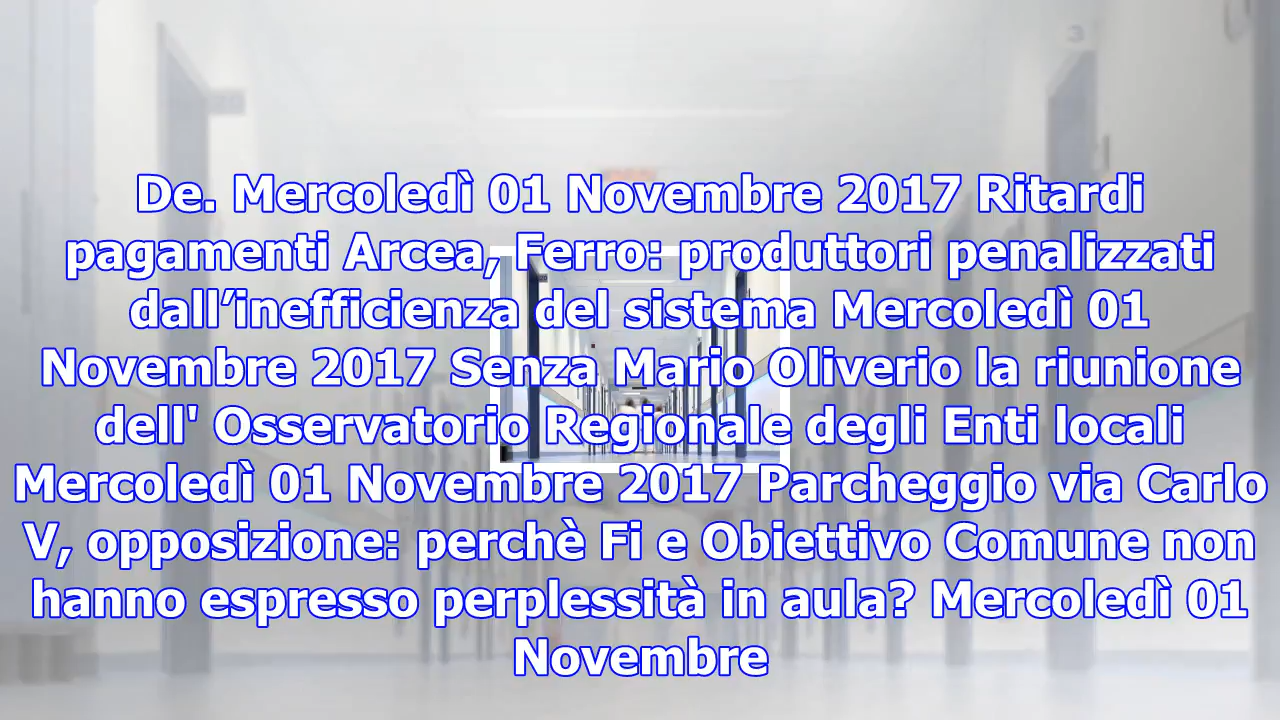 De. Mercoledì 01 Novembre 2017 Ritardi
pagamenti Arcea, Ferro: produttori penalizzati
dall’inefficienza del sistema Mercoledì 01
Novembre 2017 Senza Mario Oliverio la riunione
dell' Osservatorio Regionale degli Enti locali
Mercoledì 01 Novembre 2017 Parcheggio via Carlo
V, opposizione: perchè Fi e Obiettivo Comune non
hanno espresso perplessità in aula? Mercoledì 01
Novembre